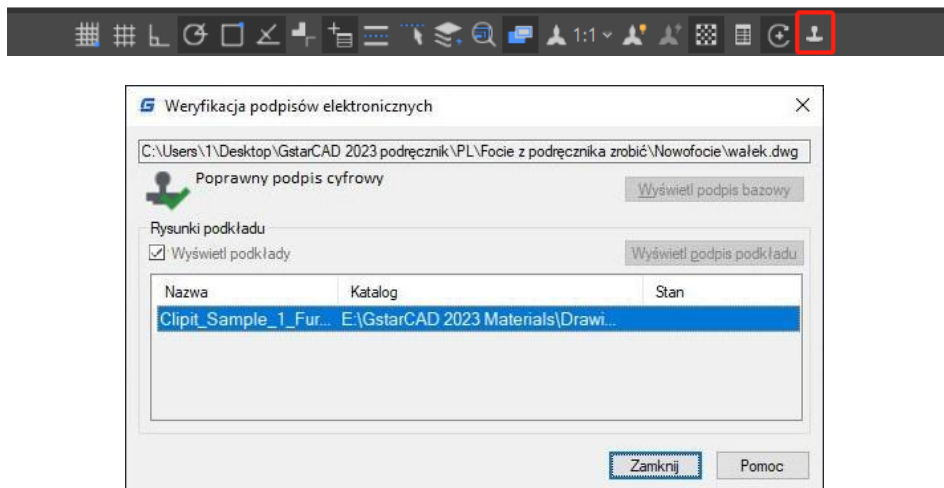 1:1
Weryfikacja podpisów elektronicznych
C:\Users\1\Desktop\GstarCAD 2023 podręcznik\PL\Focie z podręcznika zrobić\Nowofocie\wałek.dwg
Poprawny podpis cyfrowy
Wyświetl podpis bazowy
Rysunki podkładu
Wyświetl podkłady
Wyświetl podpis podkładu
Nazwa Katalog Stan
Clipit_Sample_1_Fur... E:\GstarCAD 2023 Materials\Drawi...
Zamknij Pomoc